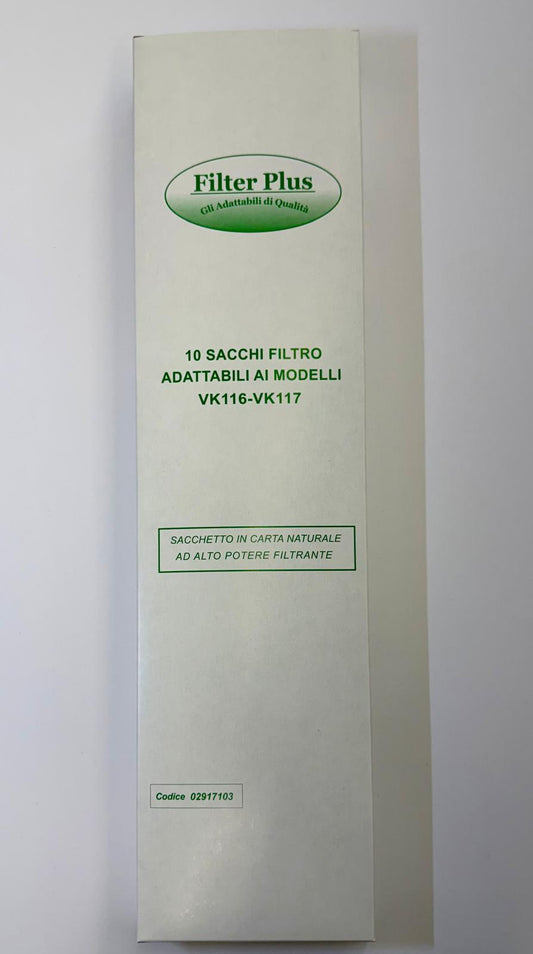 Filter Plus
Gli Adattabili di Qualità
10 SACCHI FILTRO
ADATTABILI AI MODELLI
VK116-VK117
SACCHETTO IN CARTA NATURALE
AD ALTO POTERE FILTRANTE
Codice 02917103